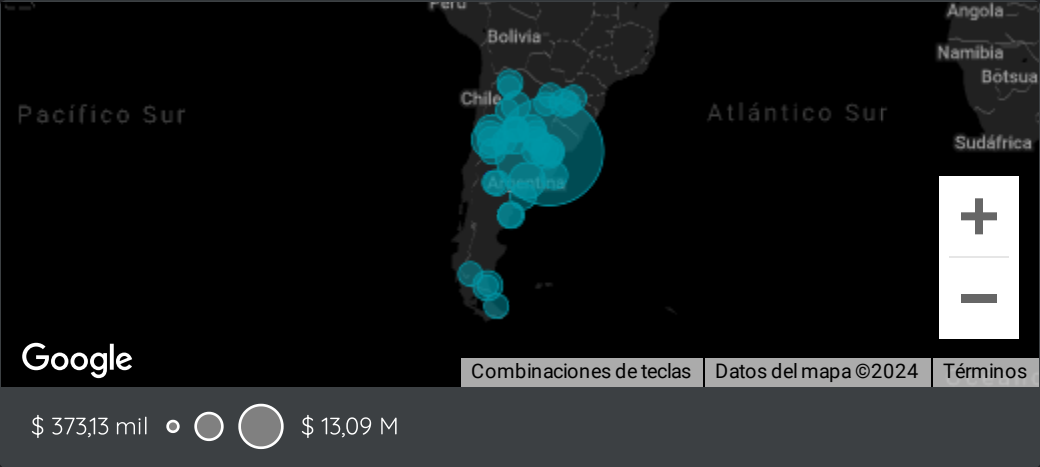 Perú
Angola
Bolivia
Namibia
Botsua
Chile
Pacífico Sur
Atlántico Sur
Sudáfrica
Argentina
Google
Combinaciones de teclas
Datos del mapa ©2024
Términos
$ 373,13 mil
$ 13,09 M